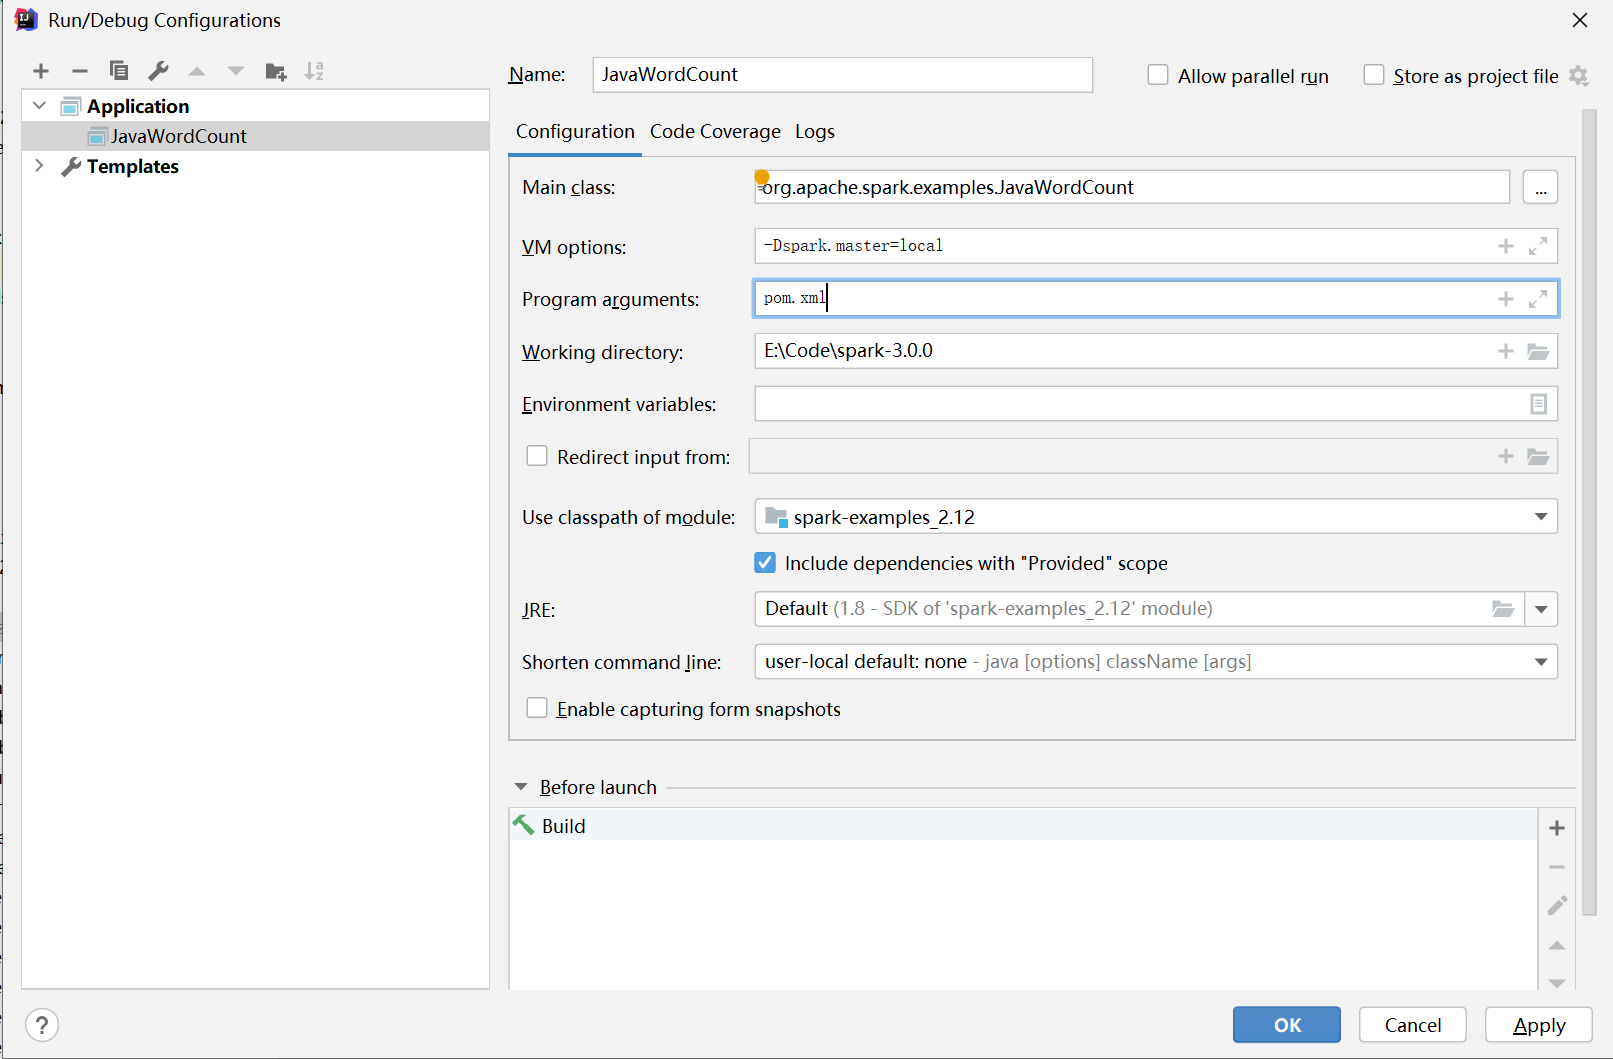 Run/Debug Configurations
Application
JavaWordCount
Templates
Name: JavaWordCount
Allow parallel run
Store as project file
Configuration Code Coverage Logs
Main class: org.apache.spark.examples.JavaWordCount ...
VM options: -Dspark.master=local
Program arguments: pom.xml
Working directory: E:\Code\spark-3.0.0
Environment variables:
Redirect input from:
Use classpath of module: spark-examples_2.12
Include dependencies with "Provided" scope
JRE: Default (1.8 - SDK of 'spark-examples_2.12' module)
Shorten command line: user-local default: none - java [options] className [args]
Enable capturing form snapshots
Before launch
Build
? OK Cancel Apply